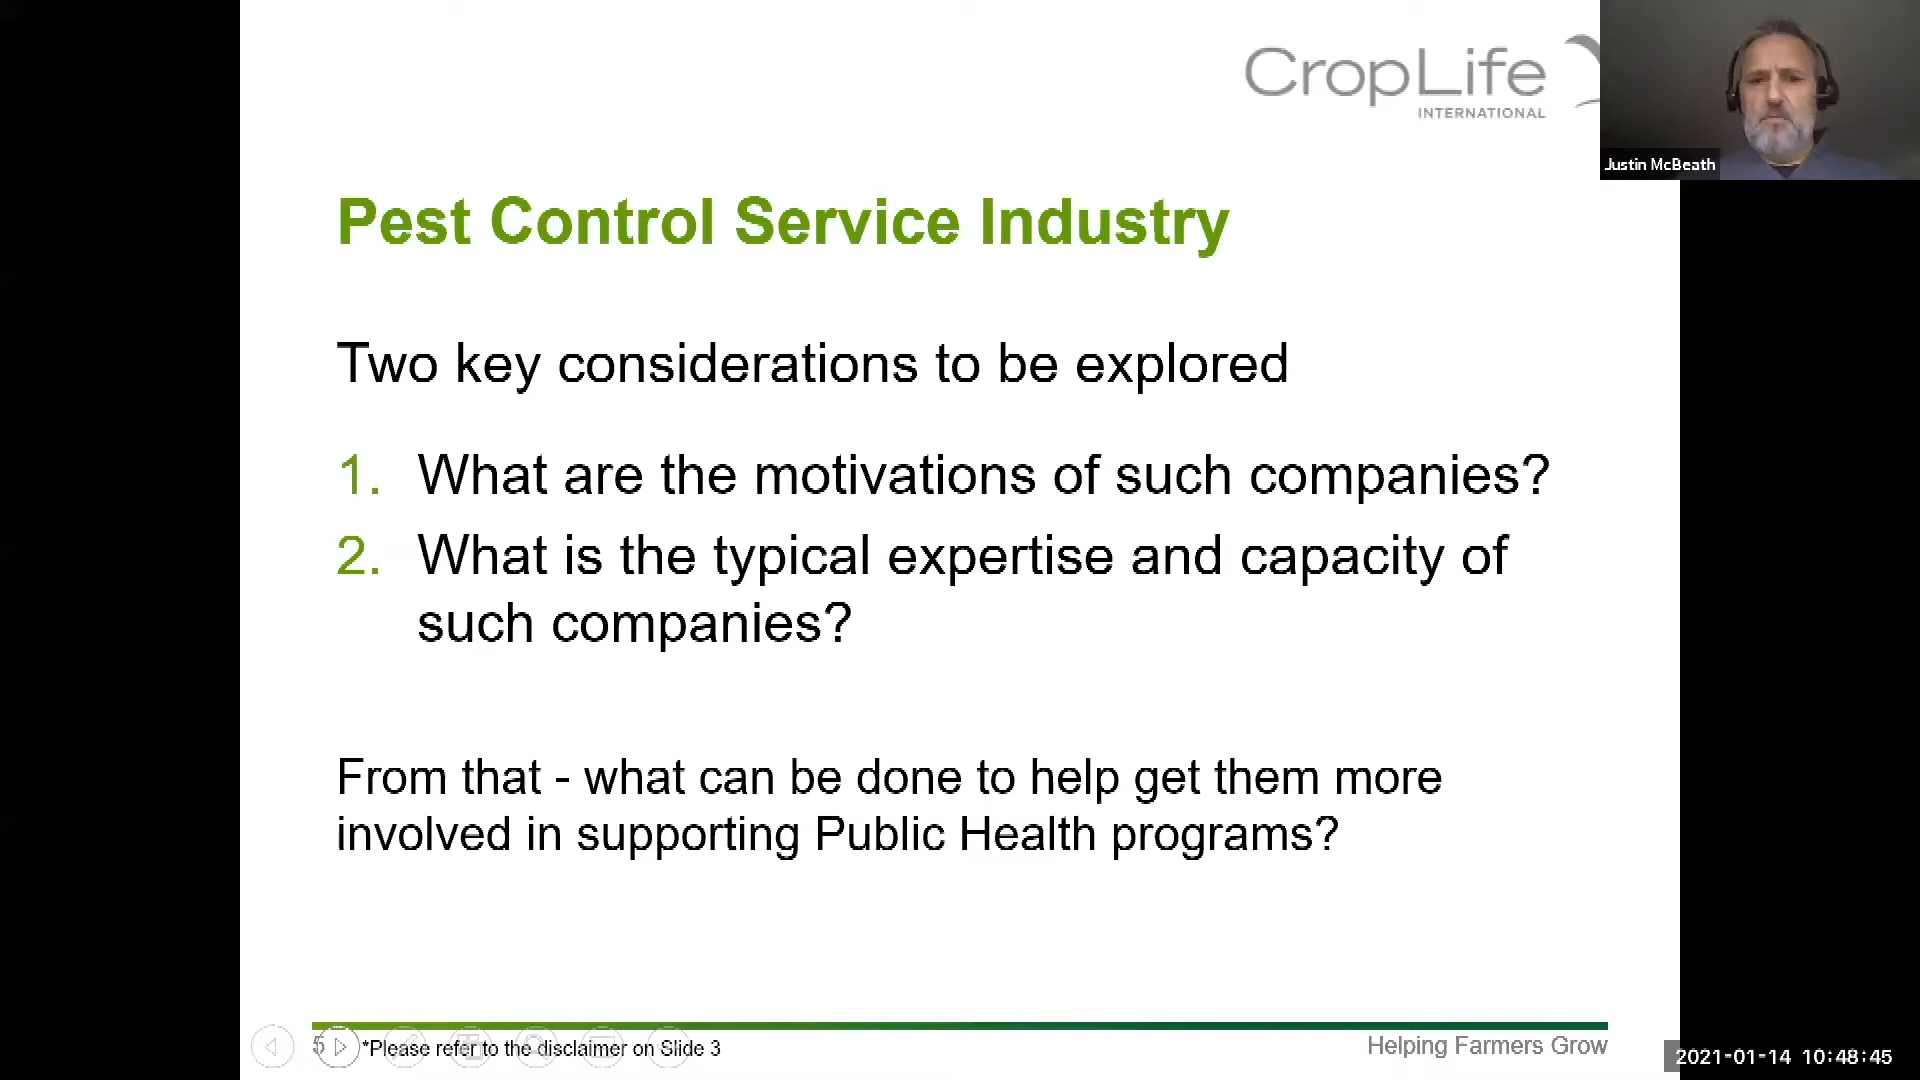 CropLife
INTERNATIONAL
Justin McBeath
Pest Control Service Industry
Two key considerations to be explored
1. What are the motivations of such companies?
2. What is the typical expertise and capacity of
such companies?
From that - what can be done to help get them more
involved in supporting Public Health programs?
5 *Please refer to the disclaimer on Slide 3
Helping Farmers Grow
2021-01-14 10:48:45